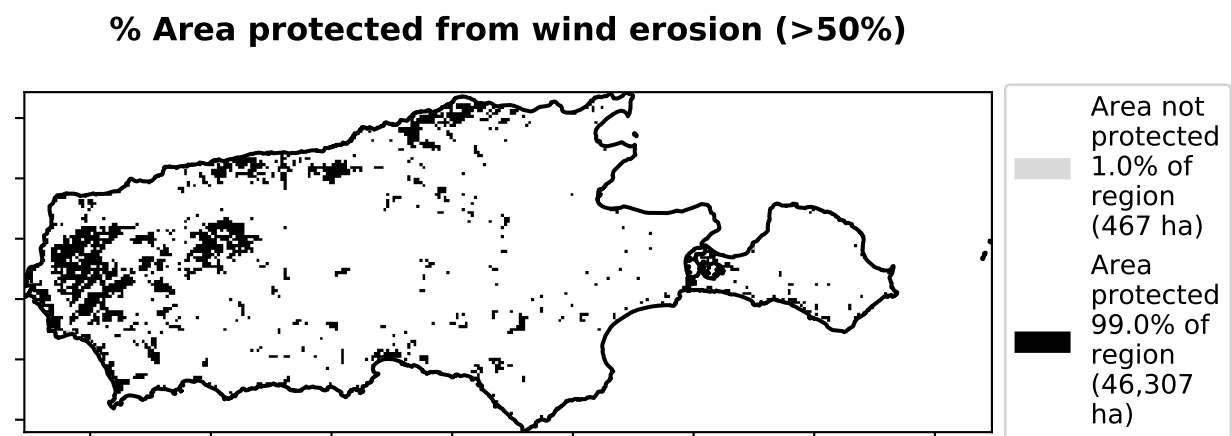 % Area protected from wind erosion (>50%)
Area not
protected
1.0% of
region
(467 ha)
Area
protected
99.0% of
region
(46,307
ha)